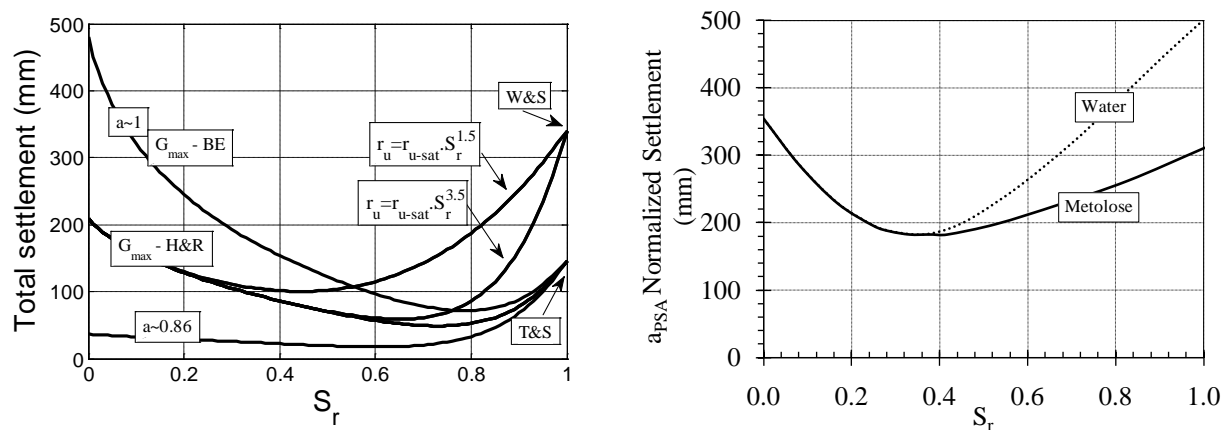 Total settlement (mm)
500
400
300
200
100
0
0
0.2
0.4
0.6
0.8
1
S_r
a~1
G_max - BE
G_max - H&R
a~0.86
r_u=r_u-sat.S_r^1.5
r_u=r_u-sat.S_r^3.5
W&S
T&S
a_PSA Normalized Settlement
(mm)
500
400
300
200
100
0
0.0
0.2
0.4
0.6
0.8
1.0
S_r
Water
Metolose